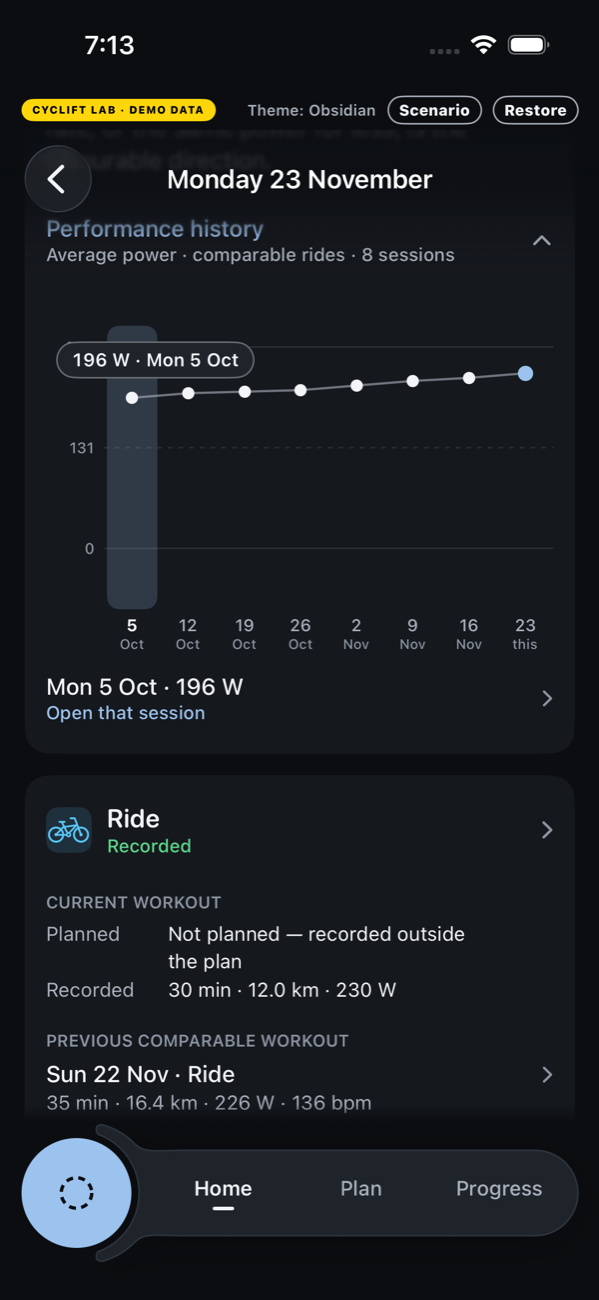 7:13
CYCLIFT LAB · DEMO DATA
Theme: Obsidian
Scenario
Restore
Monday 23 November
Performance history
Average power · comparable rides · 8 sessions
196 W · Mon 5 Oct
131
0
5 12 19 26 2 9 16 23
Oct Oct Oct Oct Nov Nov Nov this
Mon 5 Oct · 196 W
Open that session
Ride
Recorded
CURRENT WORKOUT
Planned Not planned — recorded outside
the plan
Recorded 30 min · 12.0 km · 230 W
PREVIOUS COMPARABLE WORKOUT
Sun 22 Nov · Ride
35 min · 16.4 km · 226 W · 136 bpm
Home Plan Progress